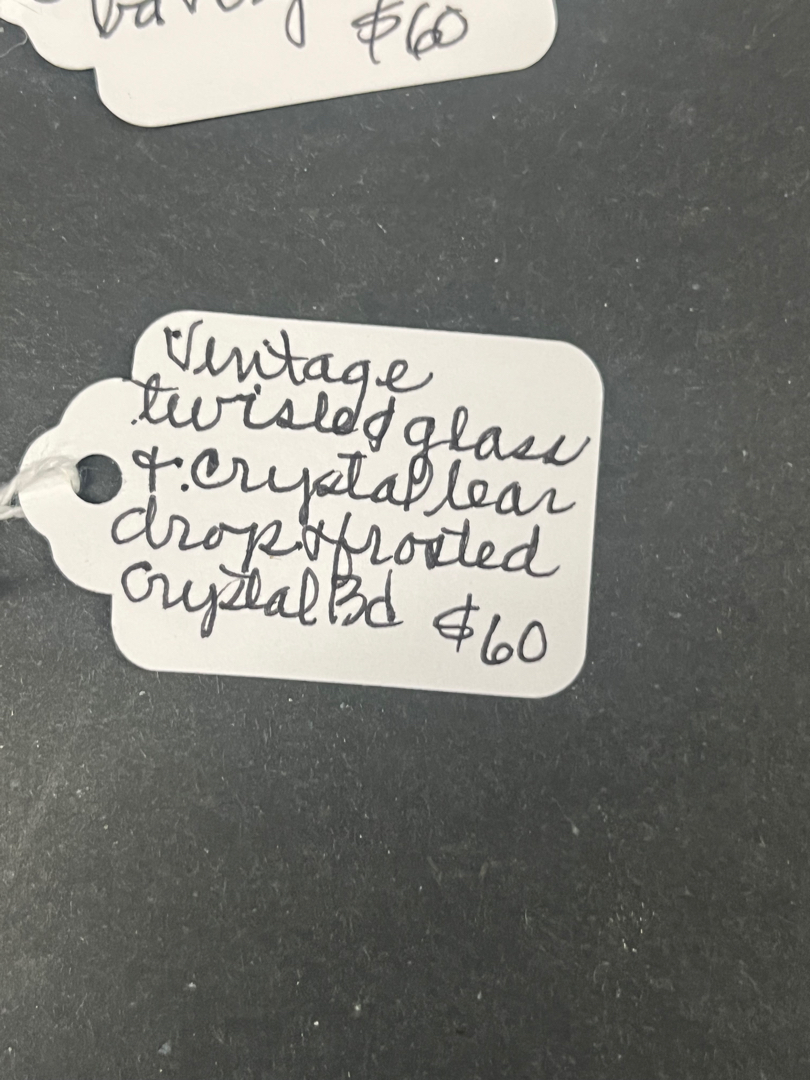 $60
Vintage
twisted glass
& crystal tear
drop & frosted
crystal Bd $60